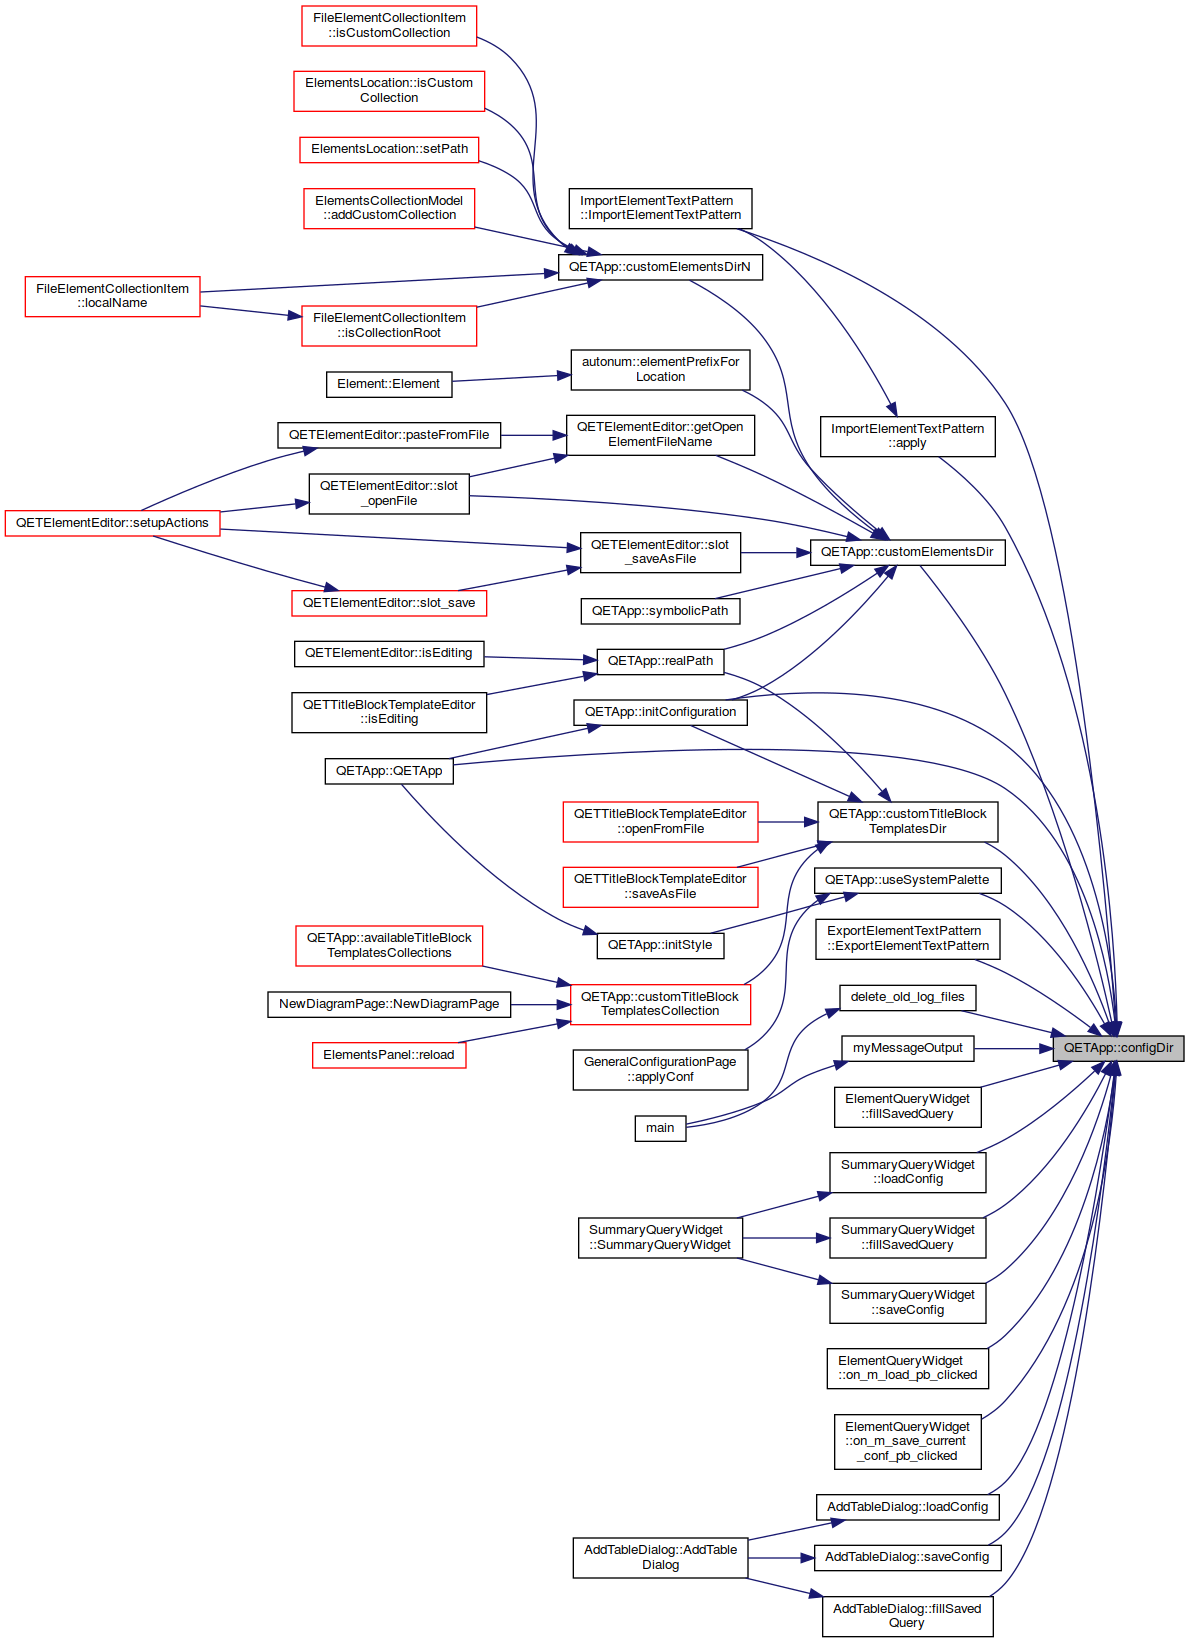 FileElementCollectionItem
::isCustomCollection
ElementsLocation::isCustom
Collection
ElementsLocation::setPath
ElementsCollectionModel
::addCustomCollection
ImportElementTextPattern
::ImportElementTextPattern
QETApp::customElementsDirN
FileElementCollectionItem
::localName
FileElementCollectionItem
::isCollectionRoot
autonum::elementPrefixFor
Location
Element::Element
QETElementEditor::getOpen
ElementFileName
ImportElementTextPattern
::apply
QETElementEditor::pasteFromFile
QETElementEditor::slot
_openFile
QETElementEditor::setupActions
QETElementEditor::slot
_saveAsFile
QETApp::customElementsDir
QETElementEditor::slot_save
QETApp::symbolicPath
QETElementEditor::isEditing
QETApp::realPath
QETTitleBlockTemplateEditor
::isEditing
QETApp::initConfiguration
QETApp::QETApp
QETTitleBlockTemplateEditor
::openFromFile
QETApp::customTitleBlock
TemplatesDir
QETTitleBlockTemplateEditor
::saveAsFile
QETApp::useSystemPalette
QETApp::availableTitleBlock
TemplatesCollections
QETApp::initStyle
ExportElementTextPattern
::ExportElementTextPattern
NewDiagramPage::NewDiagramPage
QETApp::customTitleBlock
TemplatesCollection
delete_old_log_files
ElementsPanel::reload
myMessageOutput
QETApp::configDir
GeneralConfigurationPage
::applyConf
ElementQueryWidget
::fillSavedQuery
main
SummaryQueryWidget
::loadConfig
SummaryQueryWidget
::SummaryQueryWidget
SummaryQueryWidget
::fillSavedQuery
SummaryQueryWidget
::saveConfig
ElementQueryWidget
::on_m_load_pb_clicked
ElementQueryWidget
::on_m_save_current
_conf_pb_clicked
AddTableDialog::loadConfig
AddTableDialog::AddTable
Dialog
AddTableDialog::saveConfig
AddTableDialog::fillSaved
Query